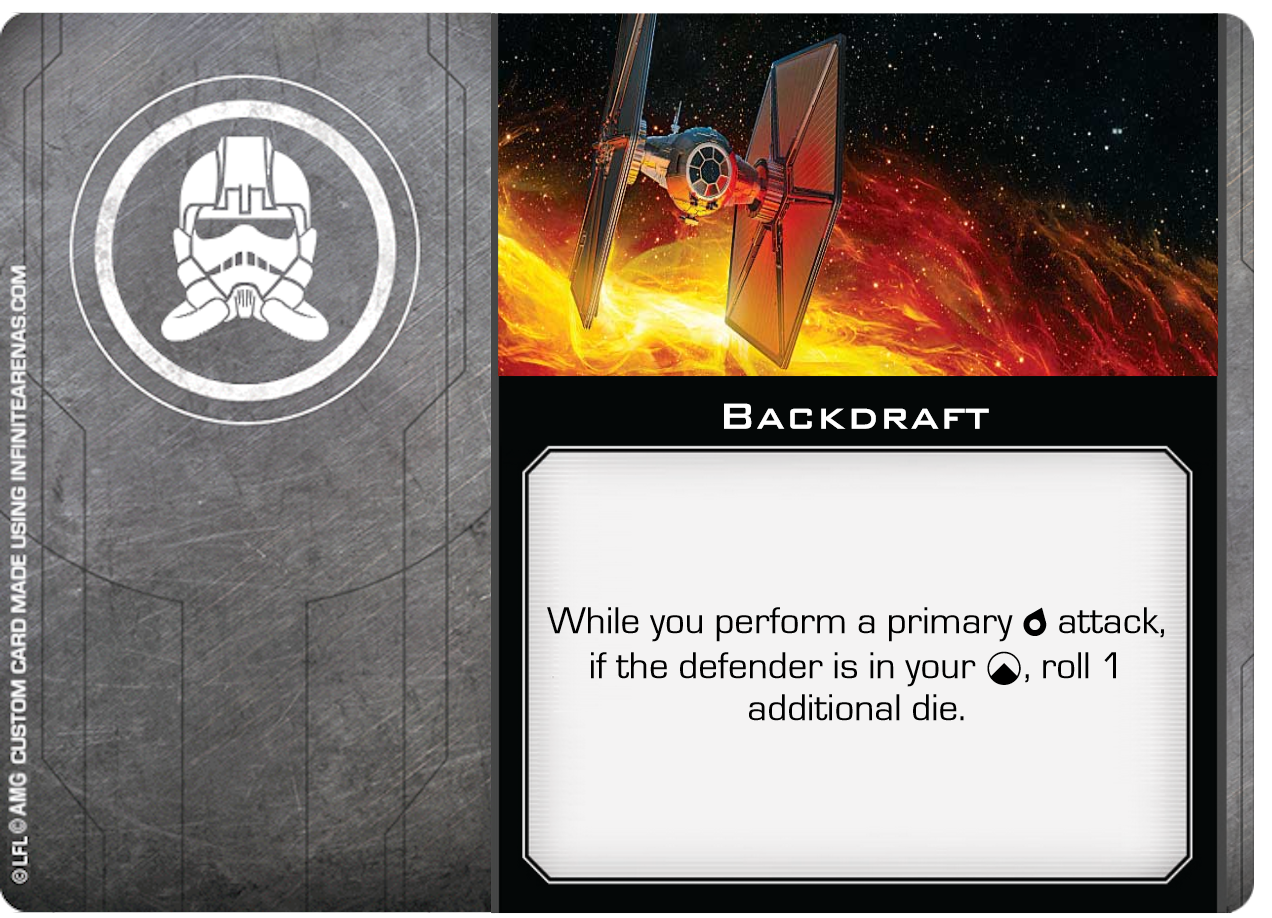 ©LFL©AMG CUSTOM CARD MADE USING INFINITEARENAS.COM
BACKDRAFT
While you perform a primary attack,
if the defender is in your , roll 1
additional die.